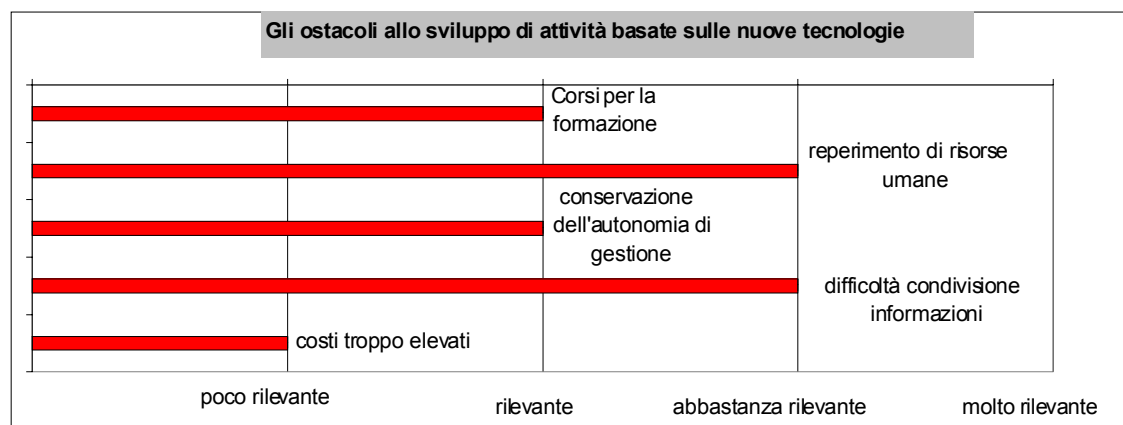 Gli ostacoli allo sviluppo di attività basate sulle nuove tecnologie
Corsi per la
formazione
reperimento di risorse
umane
conservazione
dell'autonomia di
gestione
difficoltà condivisione
informazioni
costi troppo elevati
poco rilevante
rilevante
abbastanza rilevante
molto rilevante